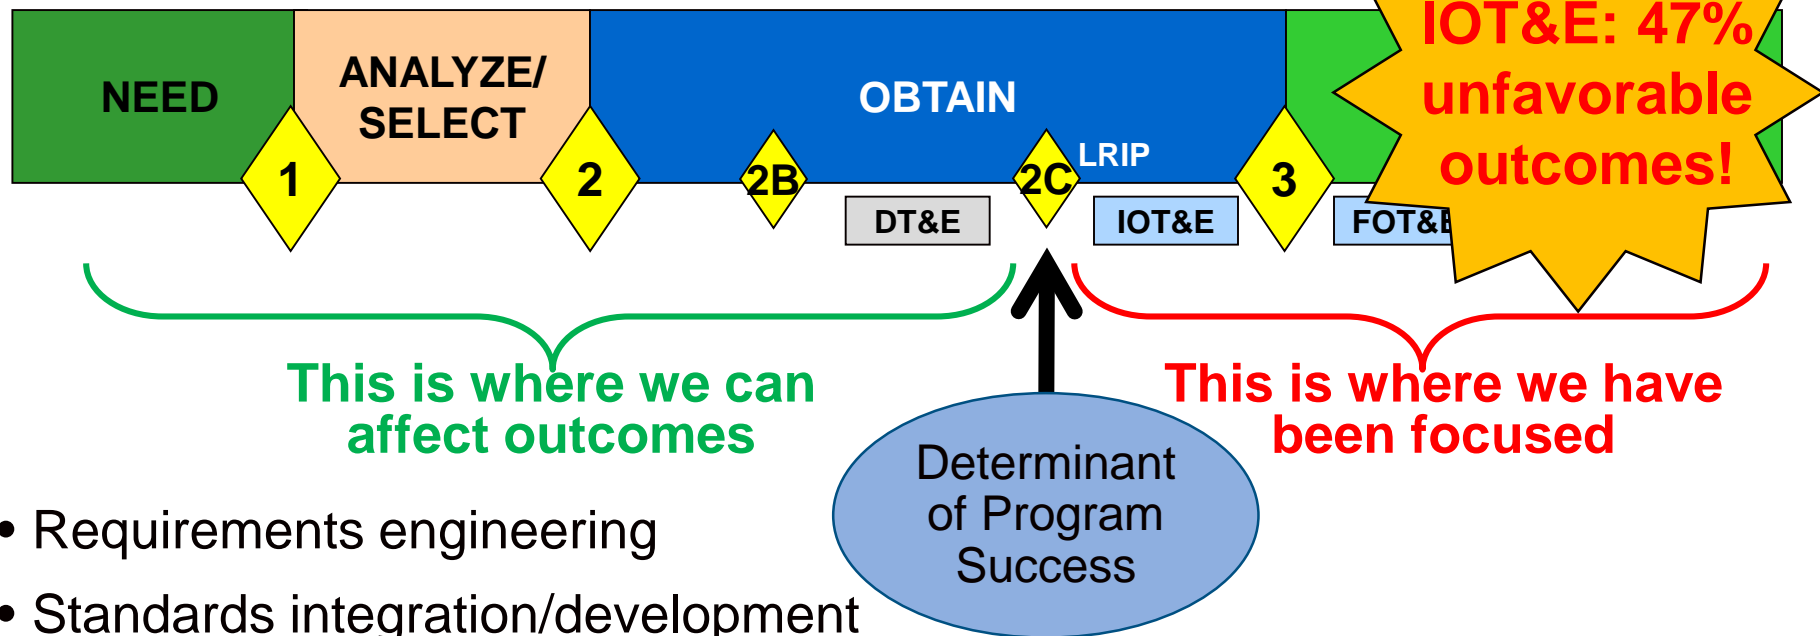 NEED
ANALYZE/
SELECT
OBTAIN
IOT&E: 47%
unfavorable
outcomes!
1
2
2B
2C
LRIP
3
DT&E
IOT&E
FOT&E
This is where we can
affect outcomes
This is where we have
been focused
Determinant
of Program
Success
• Requirements engineering
• Standards integration/development